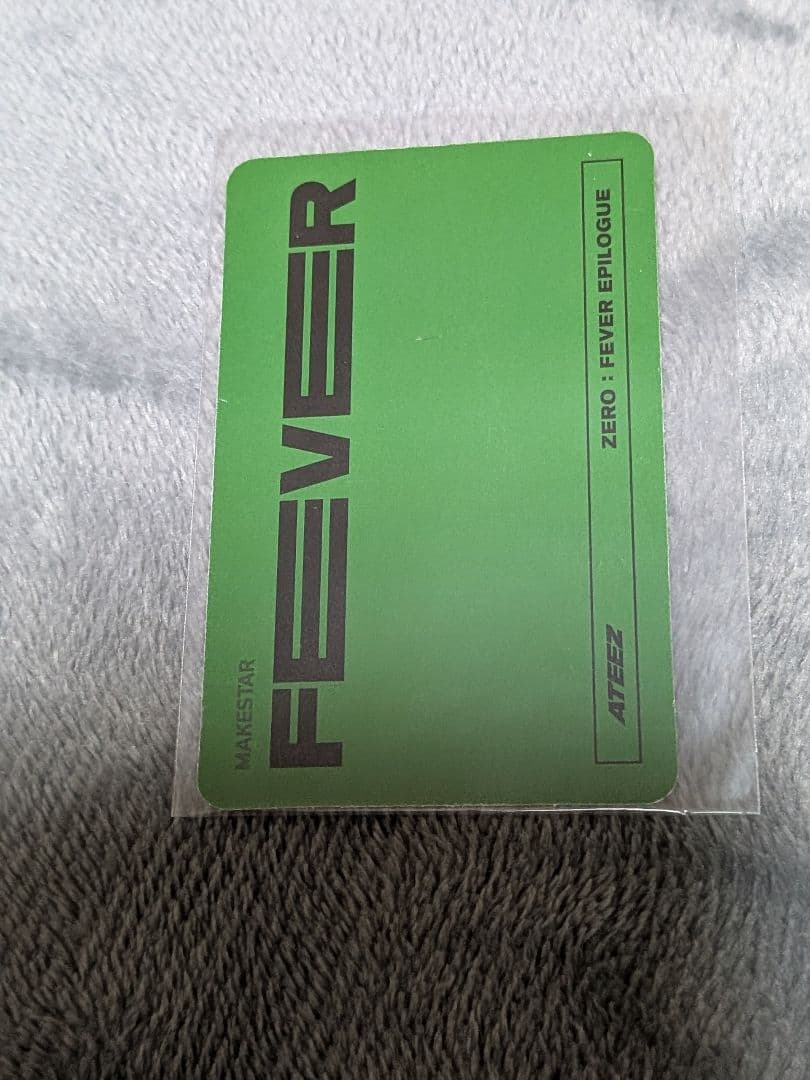 MAKESTAR
FEVER
ATEEZ ZERO : FEVER EPILOGUE